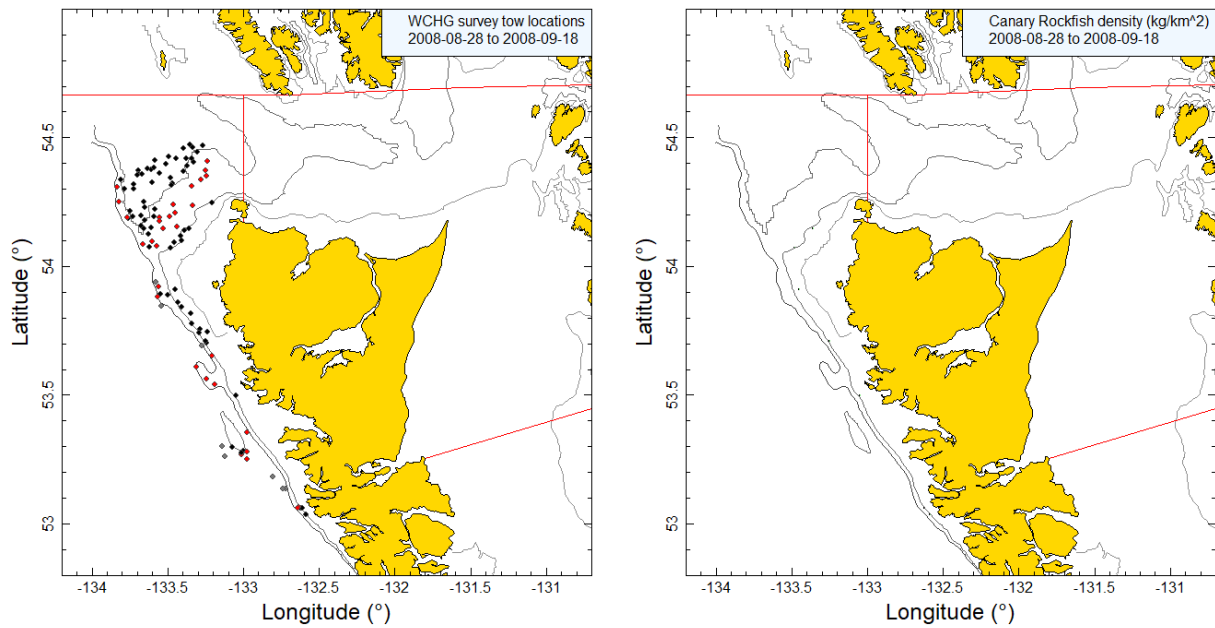 WCHG survey tow locations
2008-08-28 to 2008-09-18
Latitude (°)
54.5
54
53.5
53
-134 -133.5 -133 -132.5 -132 -131.5 -131
Longitude (°)
Canary Rockfish density (kg/km^2)
2008-08-28 to 2008-09-18
Latitude (°)
54.5
54
53.5
53
-134 -133.5 -133 -132.5 -132 -131.5 -131
Longitude (°)